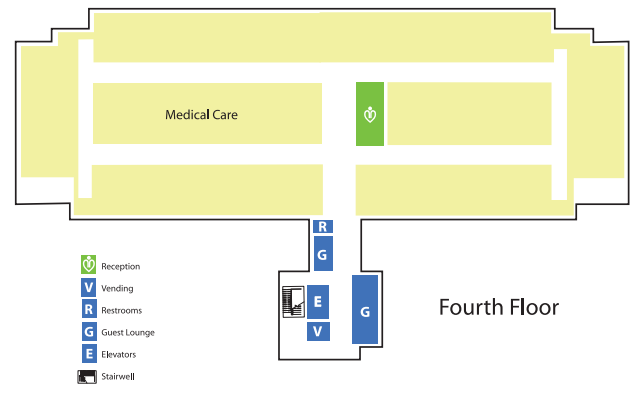 Medical Care
R
G
E
G
V
Fourth Floor
Reception
V Vending
R Restrooms
G Guest Lounge
E Elevators
Stairwell